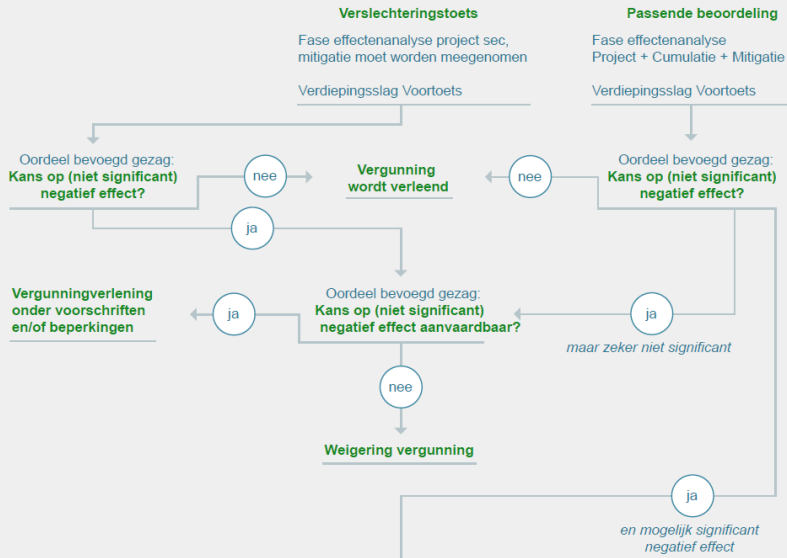 Verslechteringstoets
Fase effectenanalyse project sec,
mitigatie moet worden meegenomen
Verdiepingsslag Voortoets
Passende beoordeling
Fase effectenanalyse
Project + Cumulatie + Mitigatie
Verdiepingsslag Voortoets
Oordeel bevoegd gezag:
Kans op (niet significant)
negatief effect?
nee
Vergunning
wordt verleend
nee
Oordeel bevoegd gezag:
Kans op (niet significant)
negatief effect?
ja
Vergunningverlening
onder voorschriften
en/of beperkingen
ja
Oordeel bevoegd gezag:
Kans op (niet significant)
negatief effect aanvaardbaar?
ja
maar zeker niet significant
nee
Weigering vergunning
ja
en mogelijk significant
negatief effect